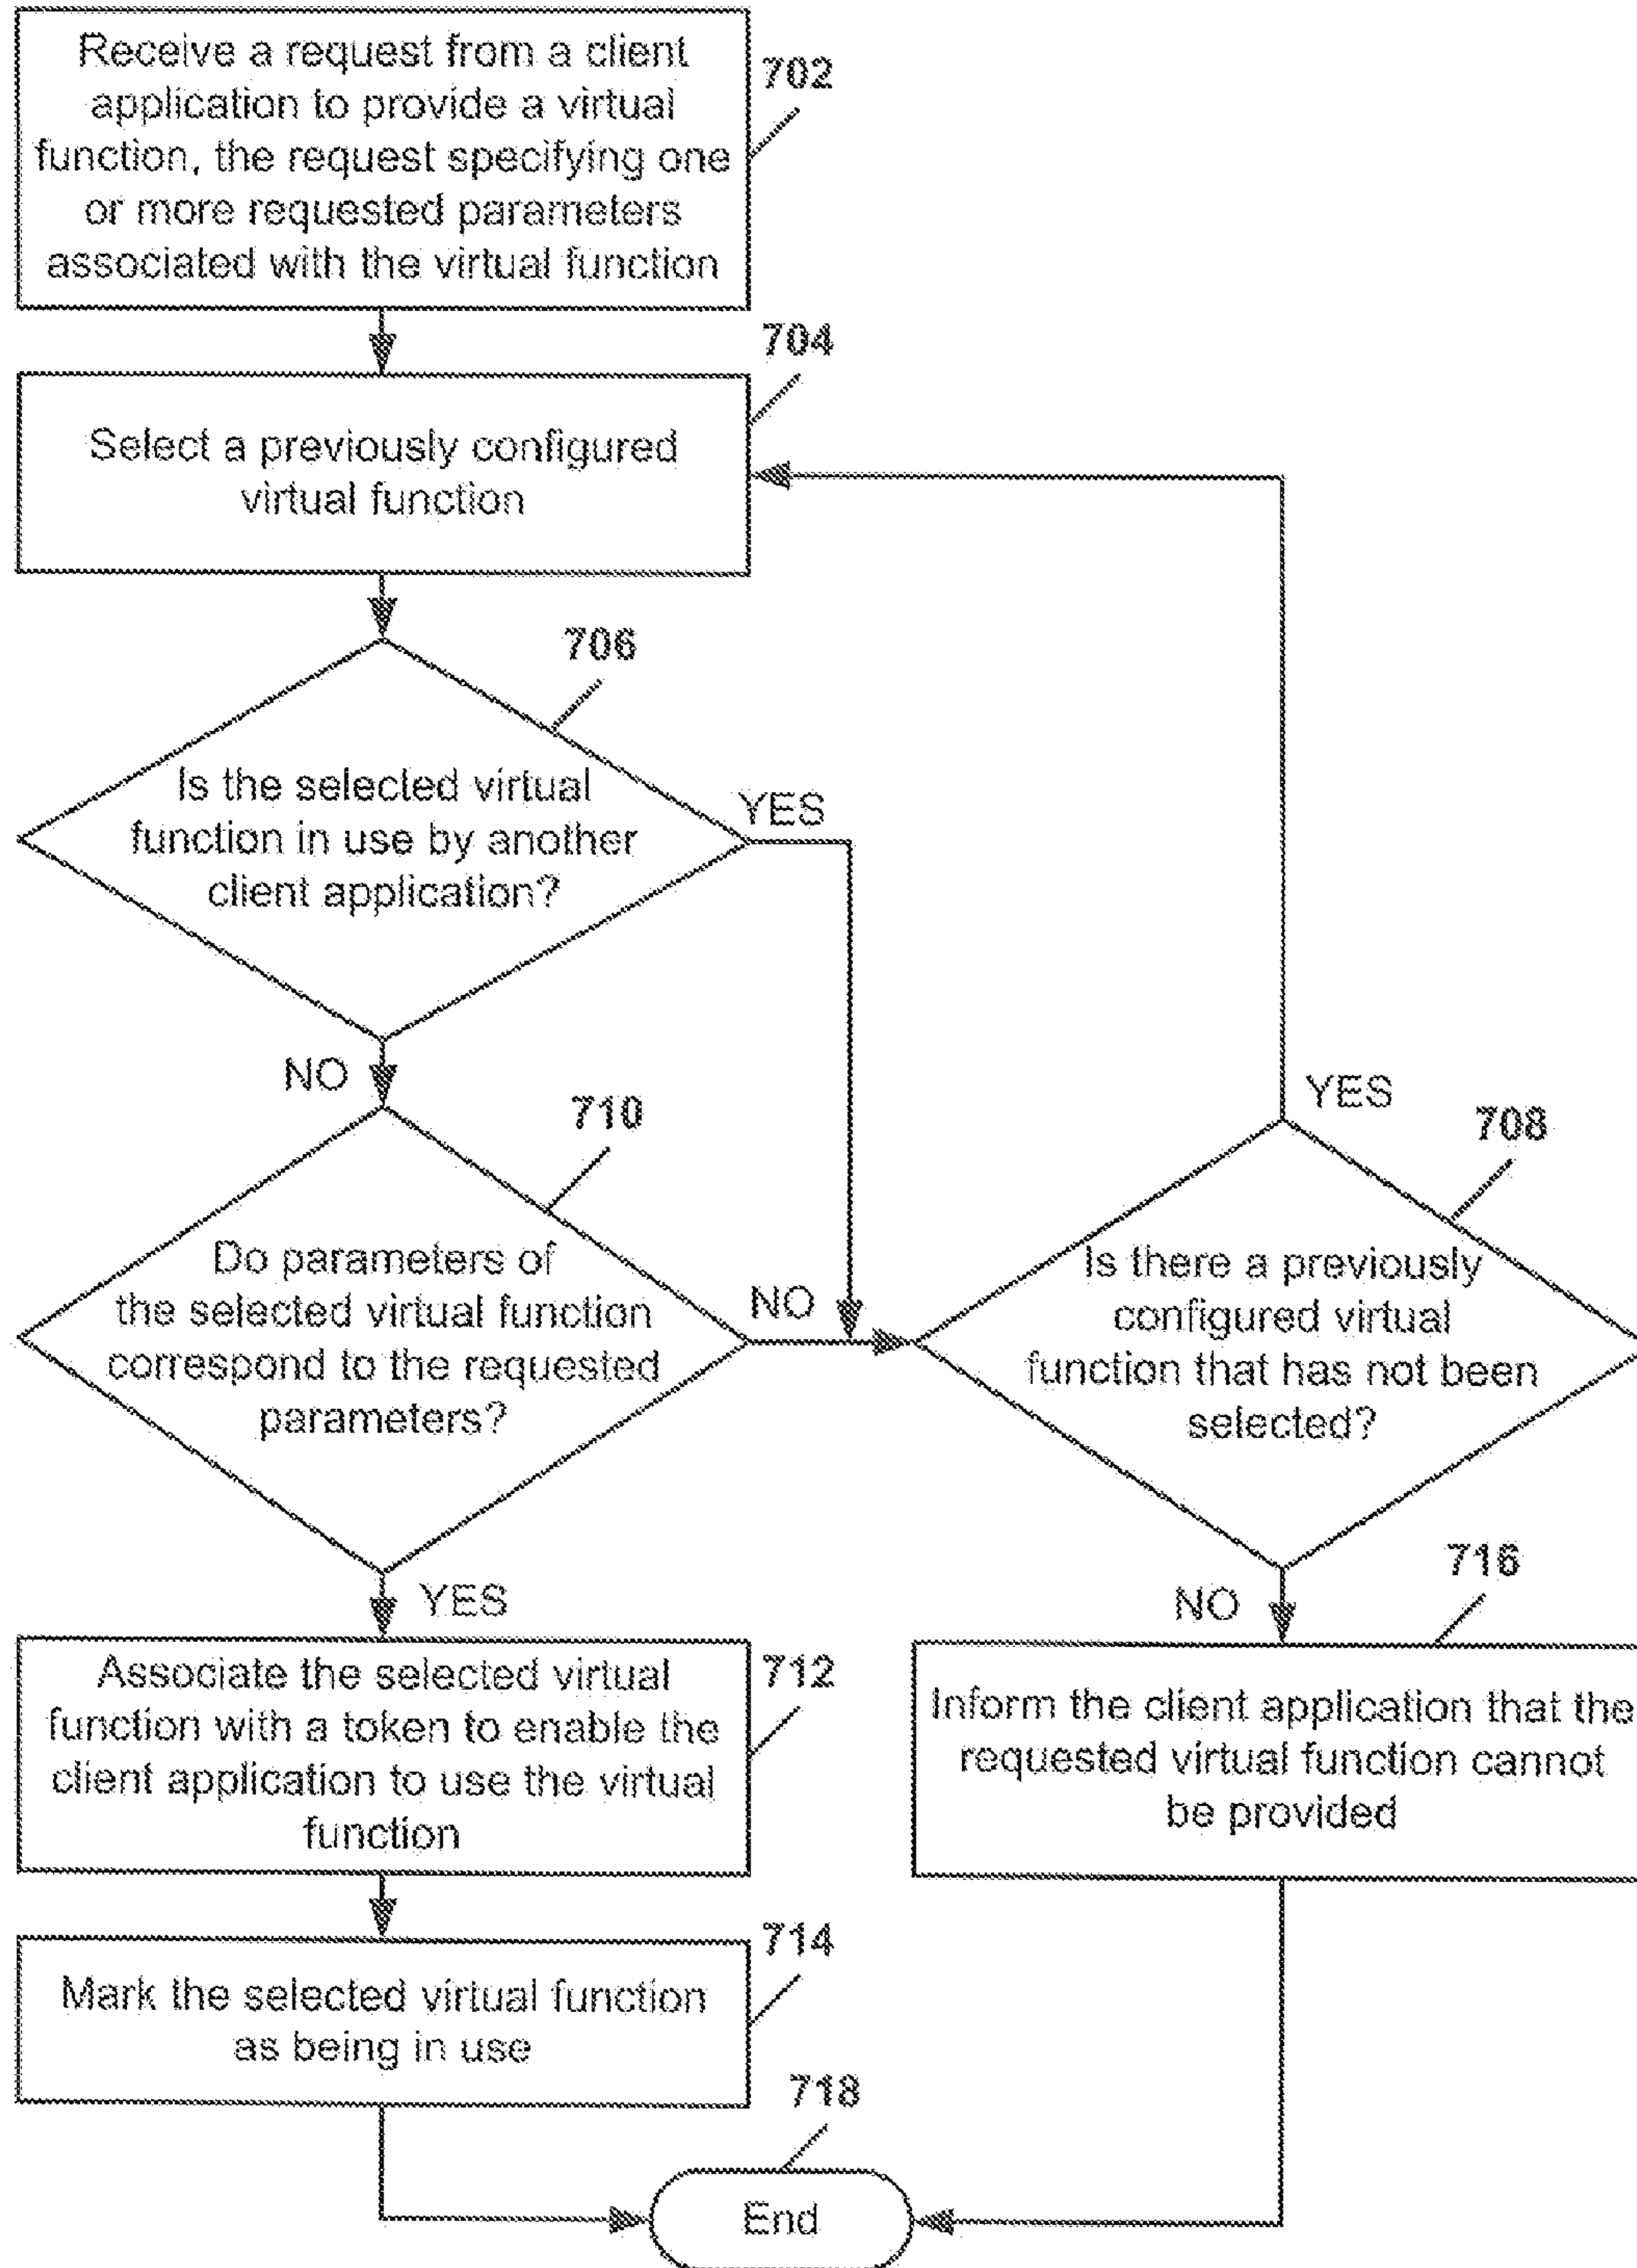 Receive a request from a client
application to provide a virtual
function, the request specifying one
or more requested parameters
associated with the virtual function
702
704
Select a previously configured
virtual function
706
Is the selected virtual
function in use by another
client application?
YES
NO
710
Do parameters of
the selected virtual function
correspond to the requested
parameters?
NO
YES
708
Is there a previously
configured virtual
function that has not been
selected?
YES
NO
716
Associate the selected virtual
function with a token to enable the
client application to use the virtual
function
712
Inform the client application that the
requested virtual function cannot
be provided
714
Mark the selected virtual function
as being in use
718
End